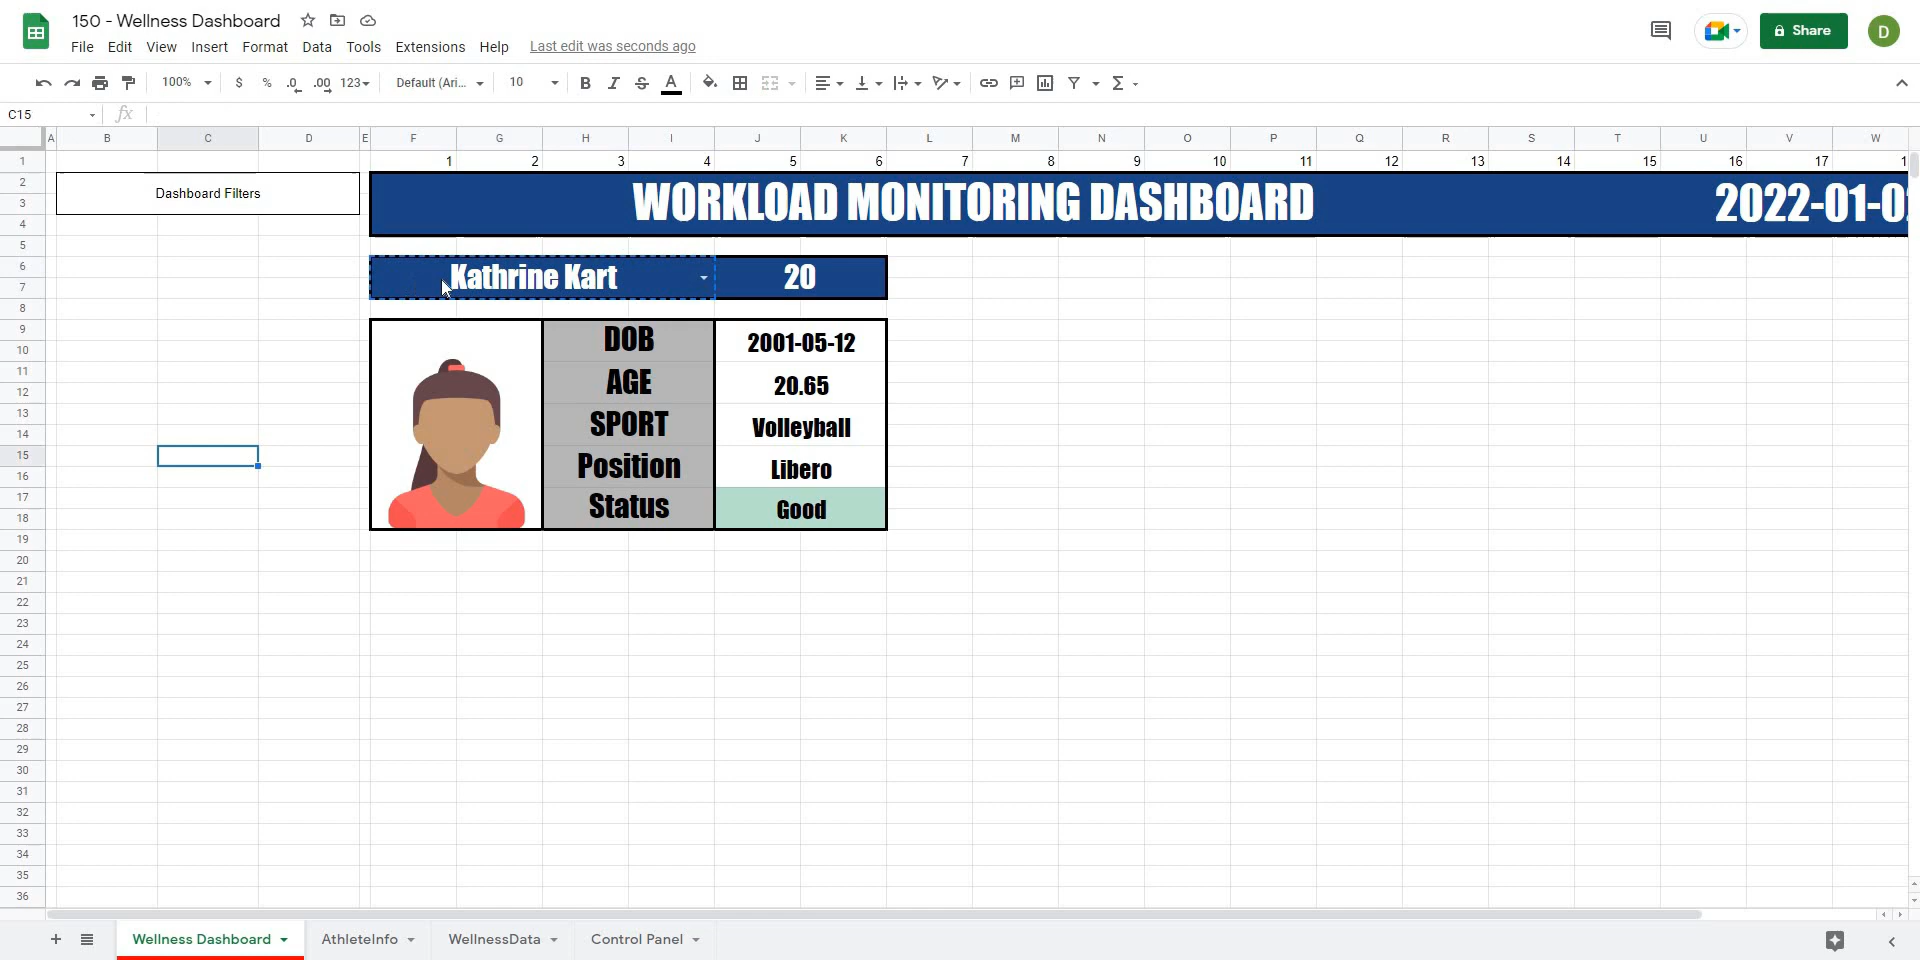 150 - Wellness Dashboard
File Edit View Insert Format Data Tools Extensions Help Last edit was seconds ago
Share
D
100% $ % .0 .00 123 Default (Ari... 10 B I S A
C15 fx
A B C D E F G H I J K L M N O P Q R S T U V W
1 1 2 3 4 5 6 7 8 9 10 11 12 13 14 15 16 17 1
2
Dashboard Filters
WORKLOAD MONITORING DASHBOARD 2022-01-0
3
4
5
6
Kathrine Kart 20
7
8
9
DOB 2001-05-12
10
11
AGE 20.65
12
13
SPORT Volleyball
14
15
Position Libero
16
17
Status Good
18
19
20
21
22
23
24
25
26
27
28
29
30
31
32
33
34
35
36
Wellness Dashboard AthleteInfo WellnessData Control Panel